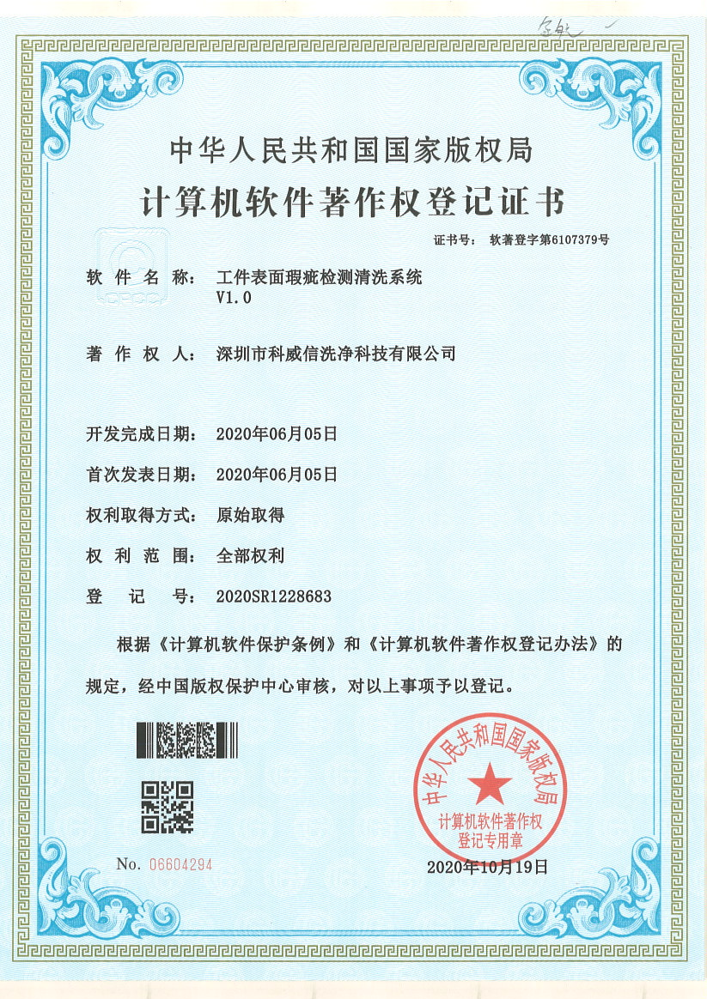 中华人民共和国国家版权局
计算机软件著作权登记证书
证书号： 软著登字第6107379号
软件名称： 工件表面瑕疵检测清洗系统
V1.0
著作权人： 深圳市科威信洗净科技有限公司
开发完成日期： 2020年06月05日
首次发表日期： 2020年06月05日
权利取得方式： 原始取得
权利范围： 全部权利
登记号： 2020SR1228683
根据《计算机软件保护条例》和《计算机软件著作权登记办法》的
规定，经中国版权保护中心审核，对以上事项予以登记。
中华人民共和国国家版权局
计算机软件著作权
登记专用章
No. 06604294
2020年10月19日